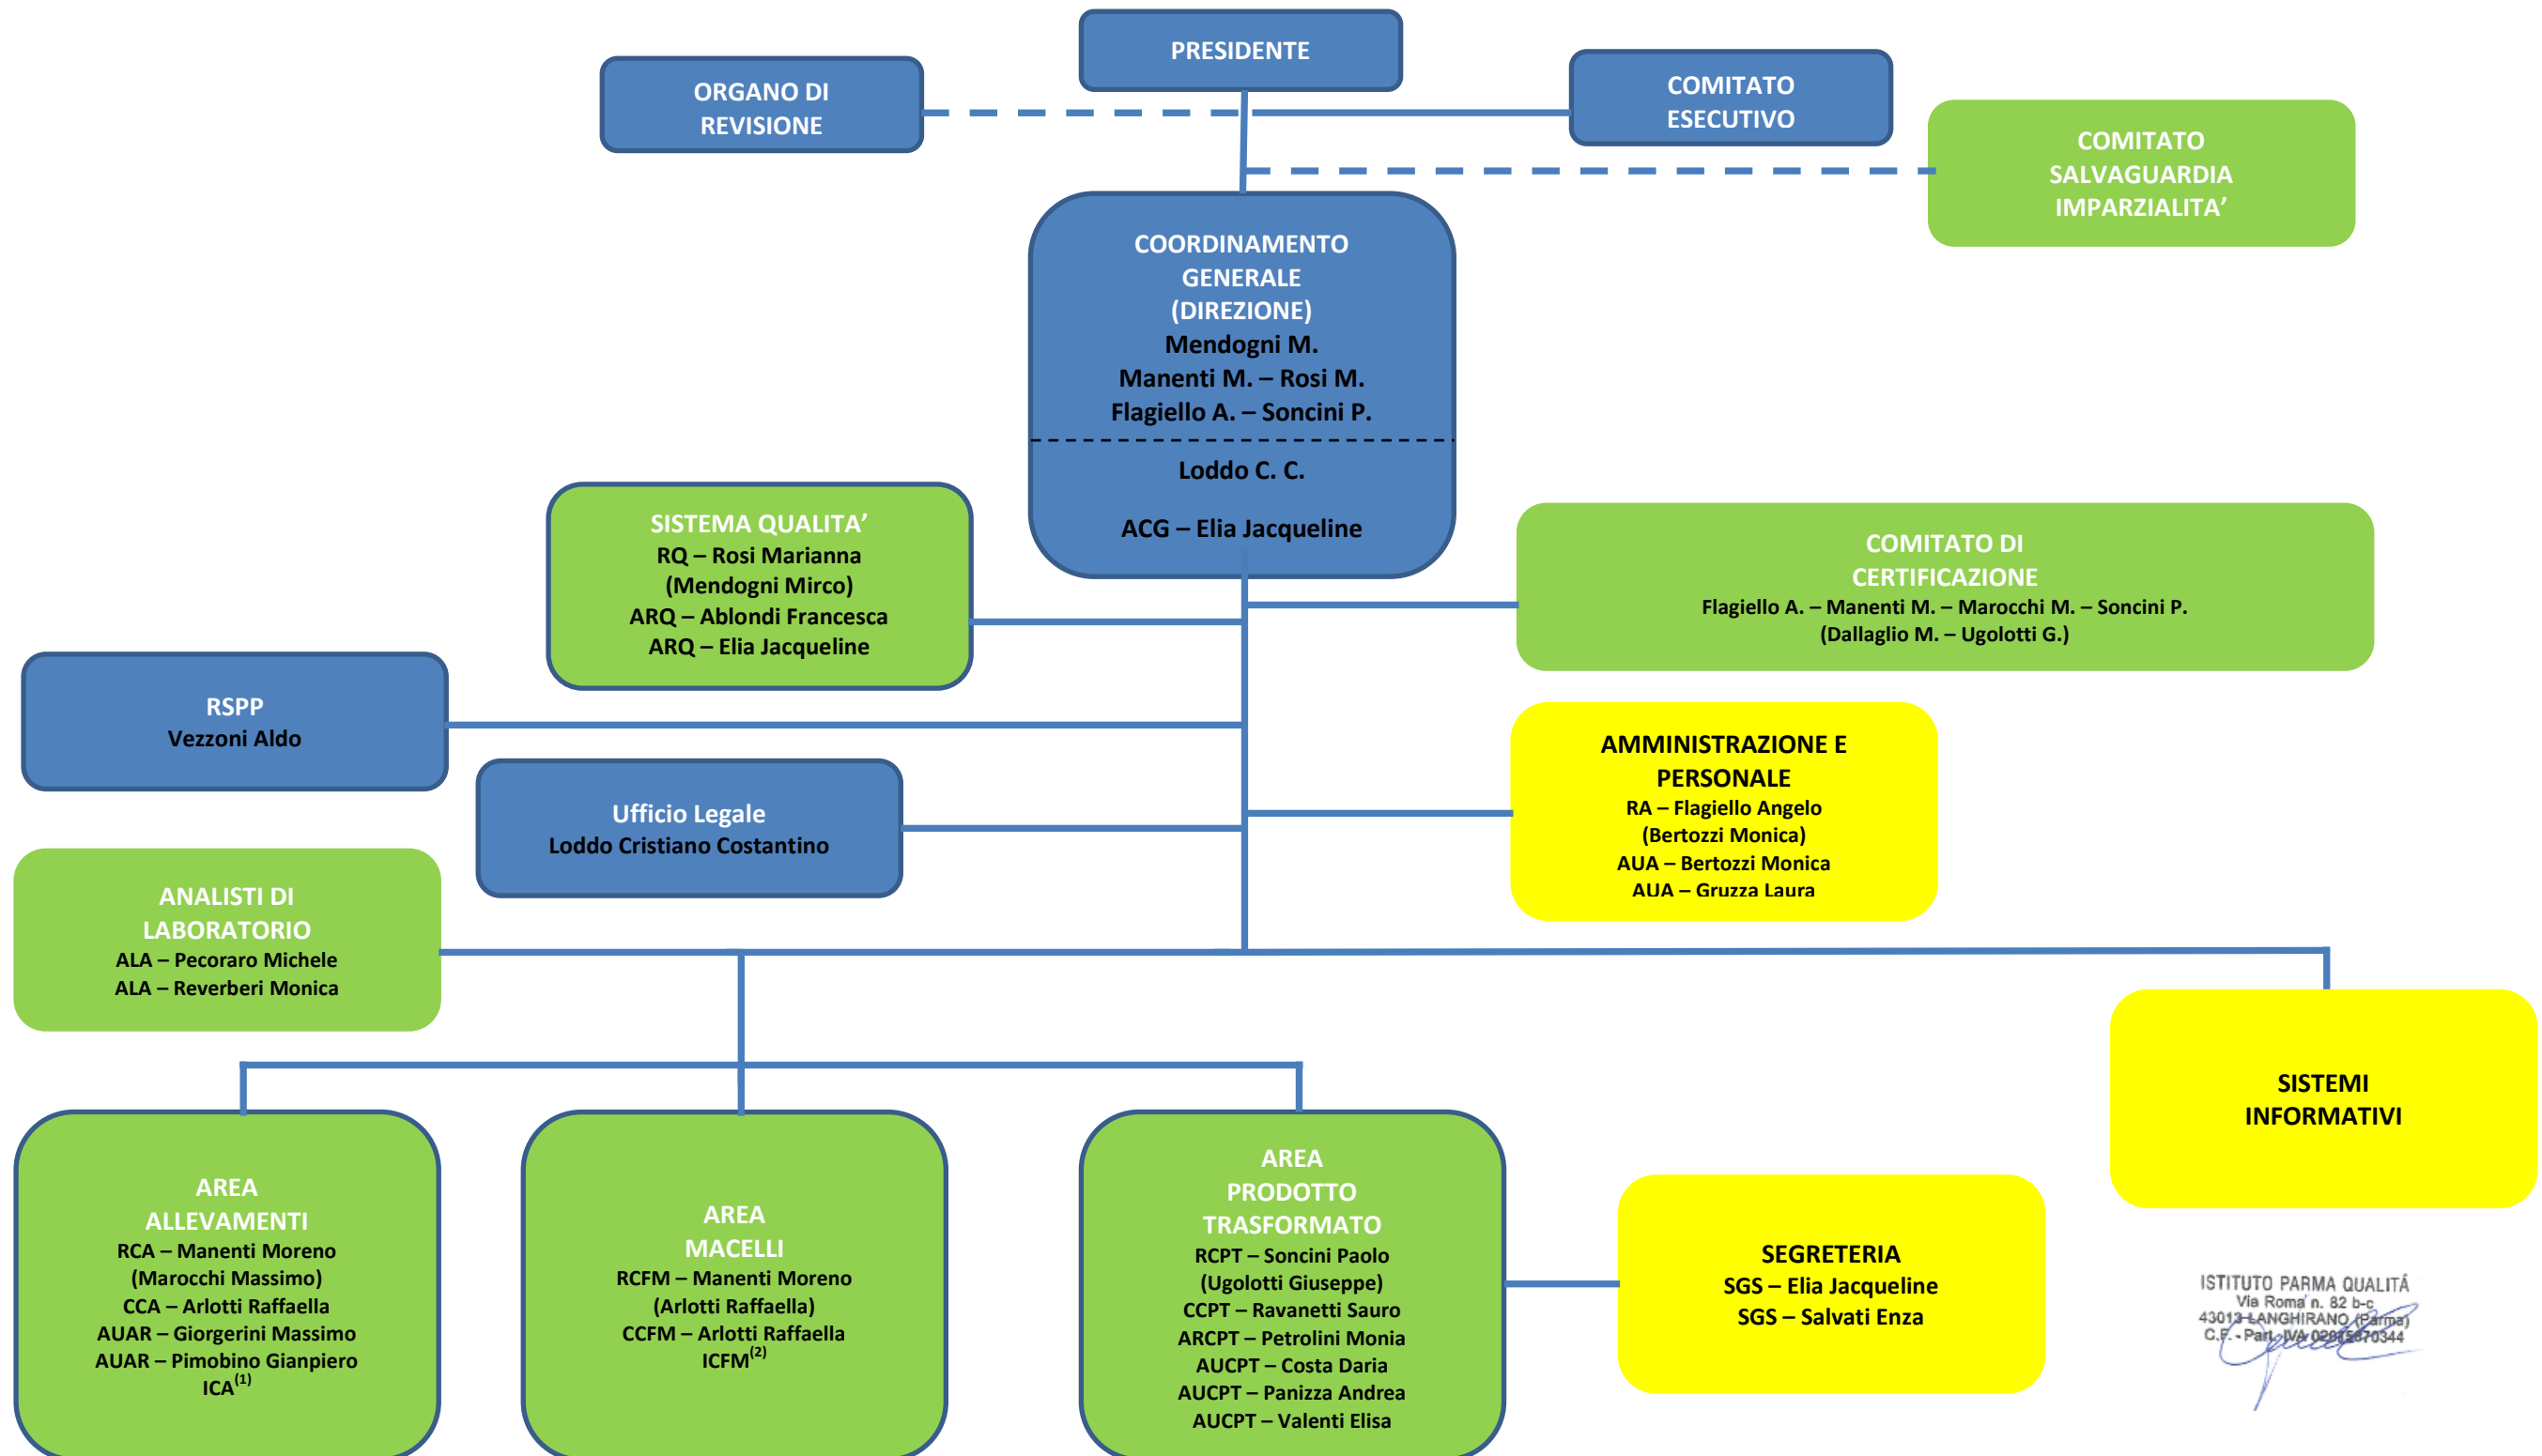 PRESIDENTE
ORGANO DI
REVISIONE
COMITATO
ESECUTIVO
COMITATO
SALVAGUARDIA
IMPARZIALITA’
COORDINAMENTO
GENERALE
(DIREZIONE)
Mendogni M.
Manenti M. – Rosi M.
Flagiello A. – Soncini P.
Loddo C. C.
ACG – Elia Jacqueline
SISTEMA QUALITA’
RQ – Rosi Marianna
(Mendogni Mirco)
ARQ – Ablondi Francesca
ARQ – Elia Jacqueline
COMITATO DI
CERTIFICAZIONE
Flagiello A. – Manenti M. – Marocchi M. – Soncini P.
(Dallaglio M. – Ugolotti G.)
RSPP
Vezzoni Aldo
AMMINISTRAZIONE E
PERSONALE
RA – Flagiello Angelo
(Bertozzi Monica)
AUA – Bertozzi Monica
AUA – Gruzza Laura
Ufficio Legale
Loddo Cristiano Costantino
ANALISTI DI
LABORATORIO
ALA – Pecoraro Michele
ALA – Reverberi Monica
SISTEMI
INFORMATIVI
AREA
ALLEVAMENTI
RCA – Manenti Moreno
(Marocchi Massimo)
CCA – Arlotti Raffaella
AUAR – Giorgerini Massimo
AUAR – Pimobino Gianpiero
ICA(1)
AREA
MACELLI
RCFM – Manenti Moreno
(Arlotti Raffaella)
CCFM – Arlotti Raffaella
ICFM(2)
AREA
PRODOTTO
TRASFORMATO
RCPT – Soncini Paolo
(Ugolotti Giuseppe)
CCPT – Ravanetti Sauro
ARCPT – Petrolini Monia
AUCPT – Costa Daria
AUCPT – Panizza Andrea
AUCPT – Valenti Elisa
SEGRETERIA
SGS – Elia Jacqueline
SGS – Salvati Enza
ISTITUTO PARMA QUALITÁ
Via Roma n. 82 b-c
43013 LANGHIRANO (Parma)
C.F. - Part. IVA